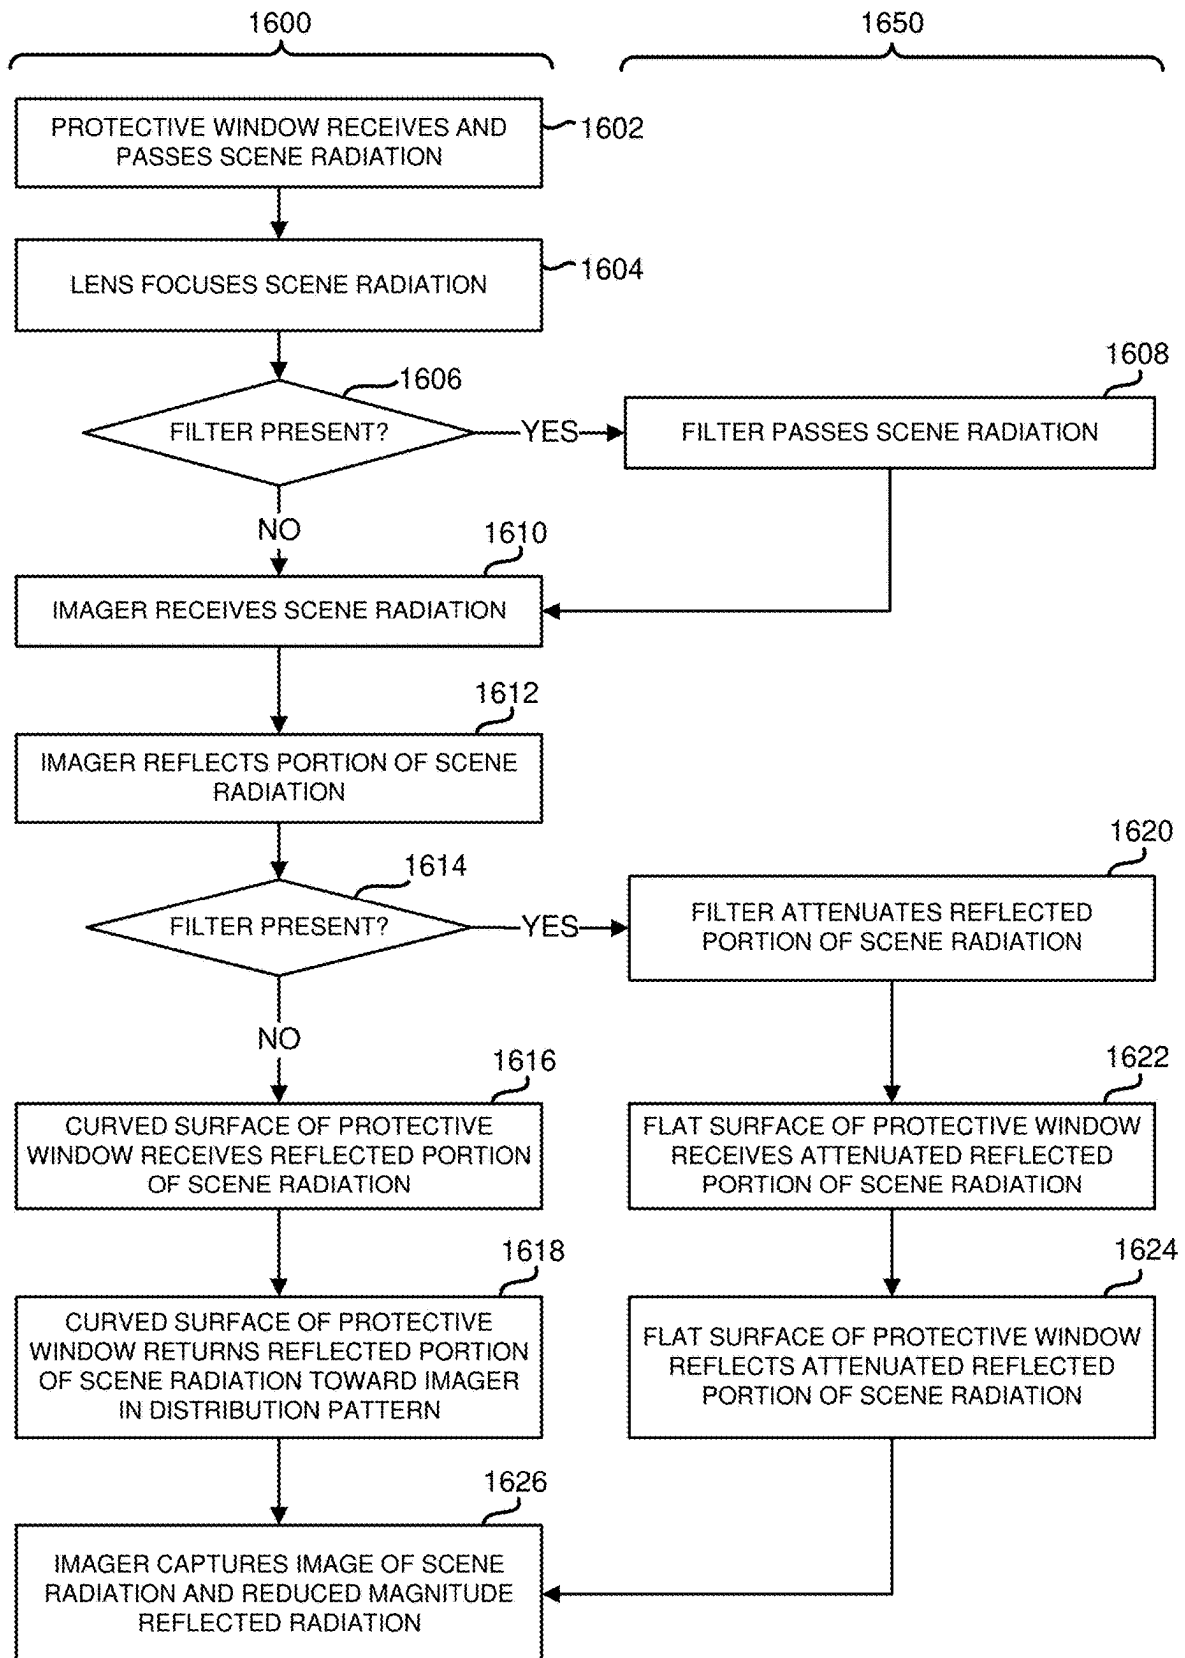 1600
1650
PROTECTIVE WINDOW RECEIVES AND
PASSES SCENE RADIATION
1602
LENS FOCUSES SCENE RADIATION
1604
1606
FILTER PRESENT?
YES
1608
FILTER PASSES SCENE RADIATION
NO
1610
IMAGER RECEIVES SCENE RADIATION
1612
IMAGER REFLECTS PORTION OF SCENE
RADIATION
1614
FILTER PRESENT?
YES
1620
FILTER ATTENUATES REFLECTED
PORTION OF SCENE RADIATION
NO
1616
CURVED SURFACE OF PROTECTIVE
WINDOW RECEIVES REFLECTED PORTION
OF SCENE RADIATION
1622
FLAT SURFACE OF PROTECTIVE WINDOW
RECEIVES ATTENUATED REFLECTED
PORTION OF SCENE RADIATION
1618
CURVED SURFACE OF PROTECTIVE
WINDOW RETURNS REFLECTED PORTION
OF SCENE RADIATION TOWARD IMAGER
IN DISTRIBUTION PATTERN
1624
FLAT SURFACE OF PROTECTIVE WINDOW
REFLECTS ATTENUATED REFLECTED
PORTION OF SCENE RADIATION
1626
IMAGER CAPTURES IMAGE OF SCENE
RADIATION AND REDUCED MAGNITUDE
REFLECTED RADIATION